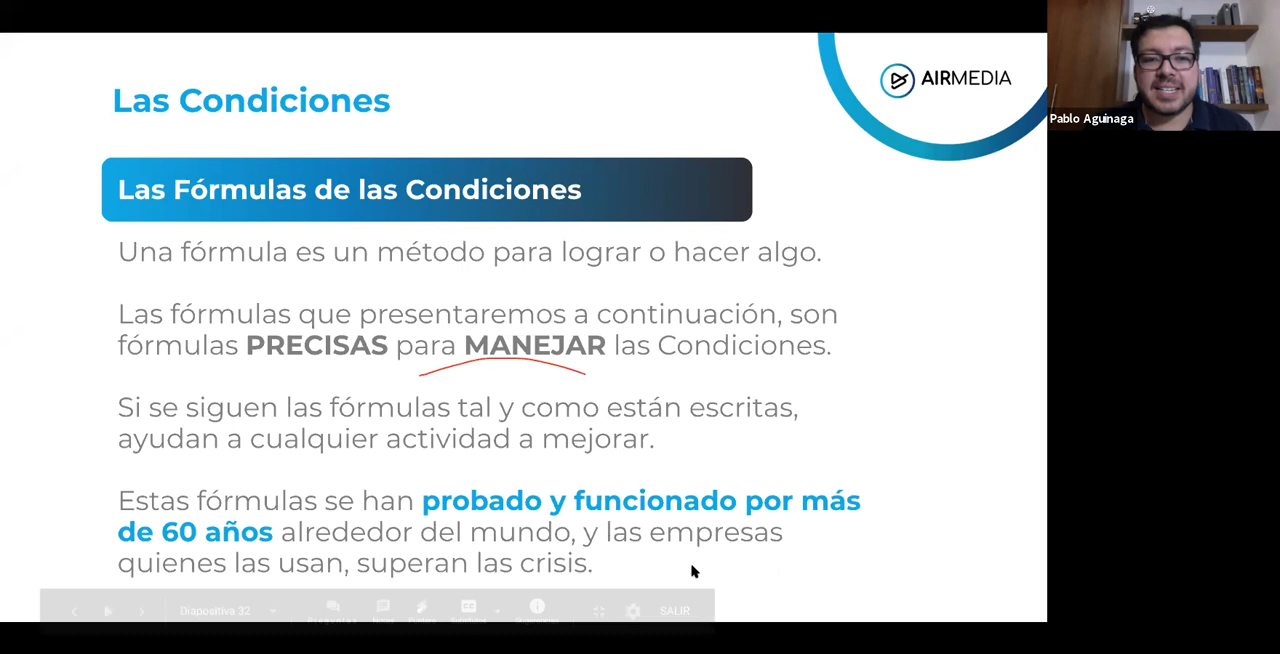 Las Condiciones
AIRMEDIA
Pablo Aguinaga
Las Fórmulas de las Condiciones
Una fórmula es un método para lograr o hacer algo.
Las fórmulas que presentaremos a continuación, son
fórmulas PRECISAS para MANEJAR las Condiciones.
Si se siguen las fórmulas tal y como están escritas,
ayudan a cualquier actividad a mejorar.
Estas fórmulas se han probado y funcionado por más
de 60 años alrededor del mundo, y las empresas
quienes las usan, superan las crisis.
Diapositiva 32
CC
SALIR